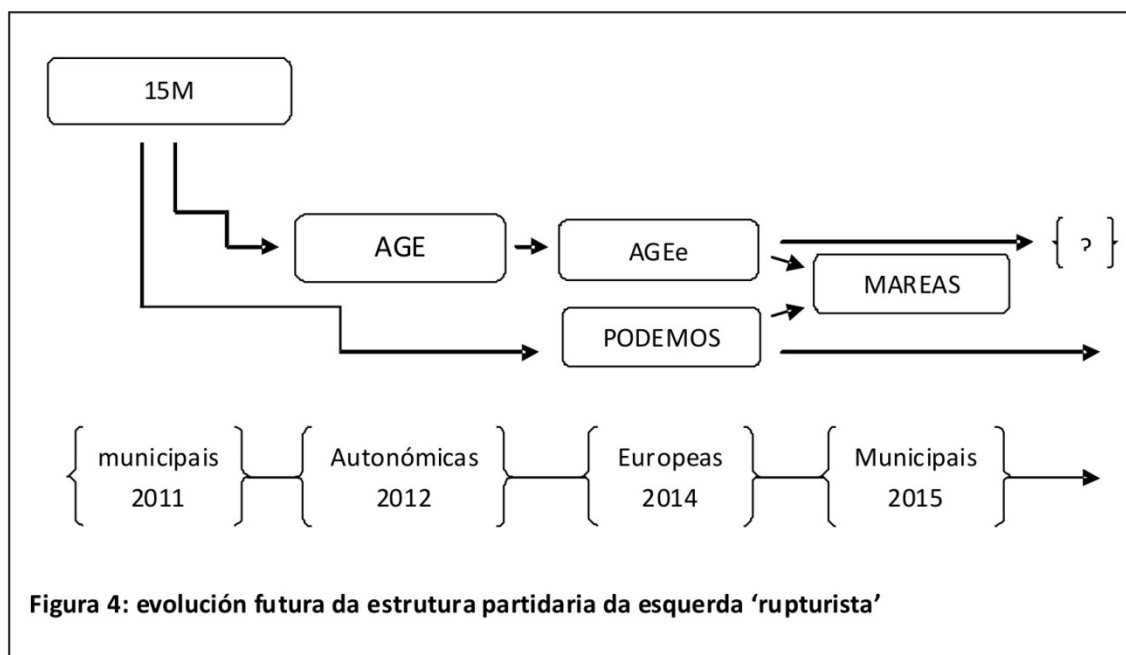 15M
AGE
AGEe
?
MAREAS
PODEMOS
municipais
2011
Autonómicas
2012
Europeas
2014
Municipais
2015
Figura 4: evolución futura da estrutura partidaria da esquerda ‘rupturista’